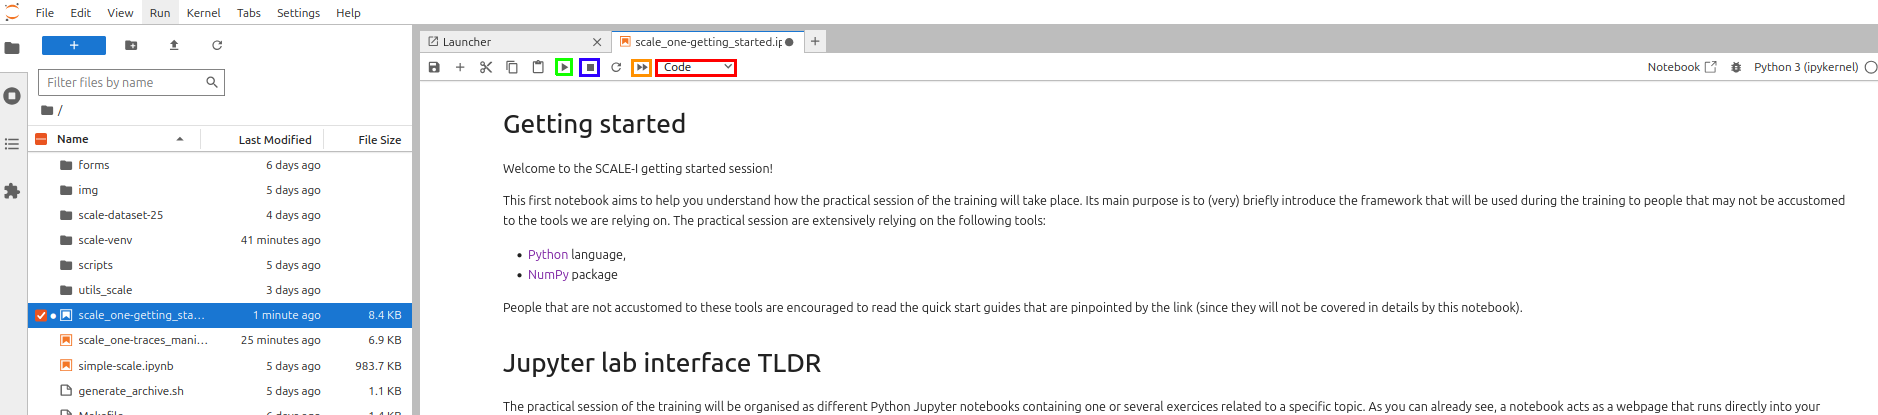 File Edit View Run Kernel Tabs Settings Help
Launcher
scale_one-getting_started.ip
Code
Notebook
Python 3 (ipykernel)
Filter files by name
/
Name Last Modified File Size
forms 6 days ago
img 5 days ago
scale-dataset-25 4 days ago
scale-venv 41 minutes ago
scripts 5 days ago
utils_scale 3 days ago
scale_one-getting_sta... 1 minute ago 8.4 KB
scale_one-traces_mani... 25 minutes ago 6.9 KB
simple-scale.ipynb 5 days ago 983.7 KB
generate_archive.sh 5 days ago 1.1 KB
Makefile 6 days ago 1.4 KB
Getting started
Welcome to the SCALE-I getting started session!
This first notebook aims to help you understand how the practical session of the training will take place. Its main purpose is to (very) briefly introduce the framework that will be used during the training to people that may not be accustomed
to the tools we are relying on. The practical session are extensively relying on the following tools:
• Python language,
• NumPy package
People that are not accustomed to these tools are encouraged to read the quick start guides that are pinpointed by the link (since they will not be covered in details by this notebook).
Jupyter lab interface TLDR
The practical session of the training will be organised as different Python Jupyter notebooks containing one or several exercices related to a specific topic. As you can already see, a notebook acts as a webpage that runs directly into your